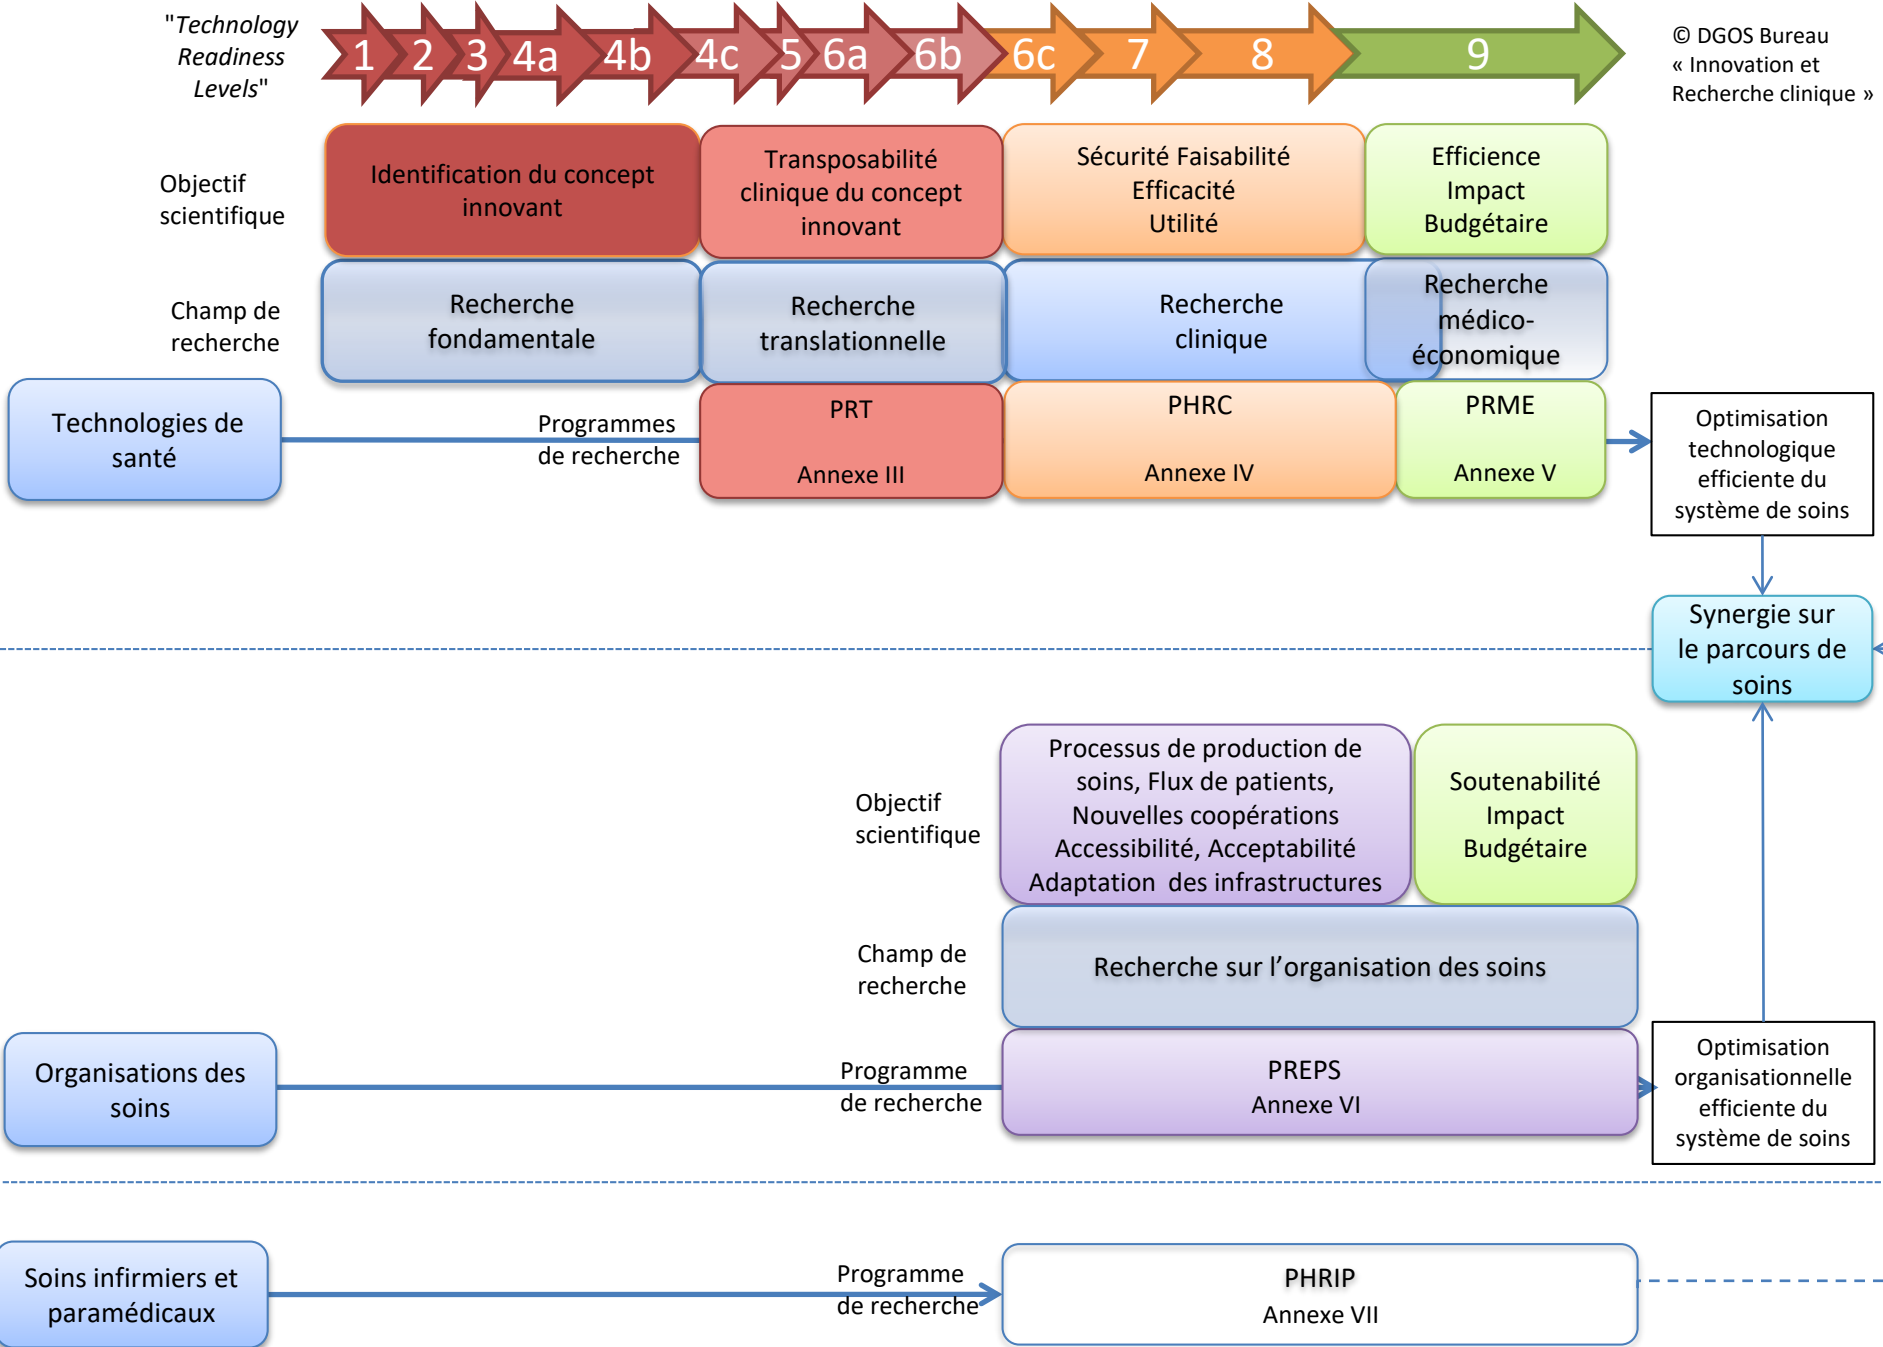 "Technology
Readiness
Levels"
1 2 3 4a 4b 4c 5 6a 6b 6c 7 8 9
© DGOS Bureau
« Innovation et
Recherche clinique »
Objectif
scientifique
Identification du concept
innovant
Transposabilité
clinique du concept
innovant
Sécurité Faisabilité
Efficacité
Utilité
Efficience
Impact
Budgétaire
Champ de
recherche
Recherche
fondamentale
Recherche
translationnelle
Recherche
clinique
Recherche
médico-
économique
Technologies de
santé
Programmes
de recherche
PRT
Annexe III
PHRC
Annexe IV
PRME
Annexe V
Optimisation
technologique
efficiente du
système de soins
Synergie sur
le parcours de
soins
Objectif
scientifique
Processus de production de
soins, Flux de patients,
Nouvelles coopérations
Accessibilité, Acceptabilité
Adaptation des infrastructures
Soutenabilité
Impact
Budgétaire
Champ de
recherche
Recherche sur l'organisation des soins
Organisations des
soins
Programme
de recherche
PREPS
Annexe VI
Optimisation
organisationnelle
efficiente du
système de soins
Soins infirmiers et
paramédicaux
Programme
de recherche
PHRIP
Annexe VII